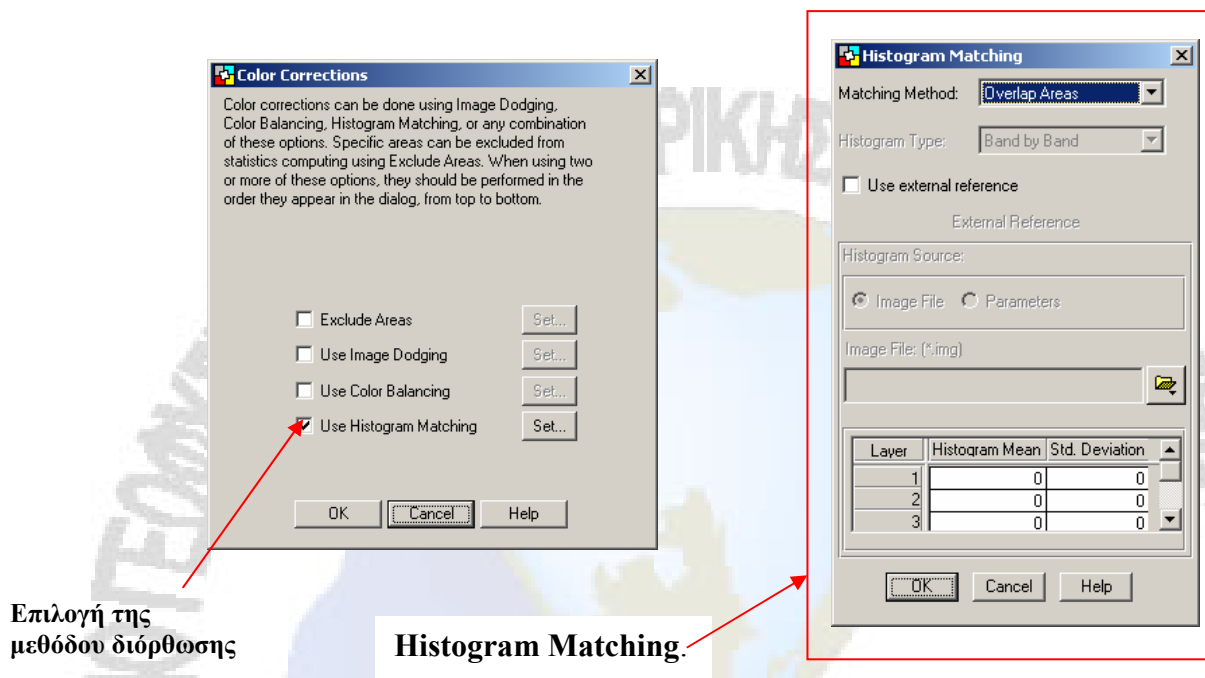 Color Corrections
Color corrections can be done using Image Dodging,
Color Balancing, Histogram Matching, or any combination
of these options. Specific areas can be excluded from
statistics computing using Exclude Areas. When using two
or more of these options, they should be performed in the
order they appear in the dialog, from top to bottom.
Exclude Areas Set...
Use Image Dodging Set...
Use Color Balancing Set...
Use Histogram Matching Set...
OK Cancel Help
Επιλογή της
μεθόδου διόρθωσης
Histogram Matching.
Histogram Matching
Matching Method: Overlap Areas
Histogram Type: Band by Band
Use external reference
External Reference
Histogram Source:
Image File Parameters
Image File: (*.img)
Layer Histogram Mean Std. Deviation
1 0 0
2 0 0
3 0 0
OK Cancel Help